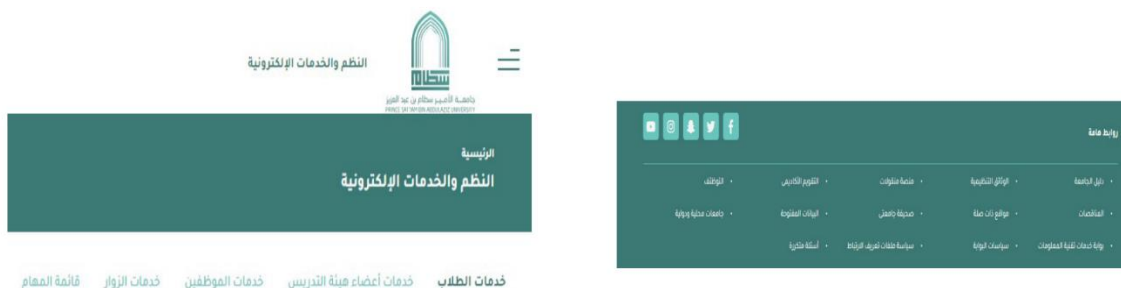 النظم والخدمات الإلكترونية
سطام
جامعة الأمير سطام بن عبد العزيز
PRINCE SATTAM BIN ABDULAZIZ UNIVERSITY
الرئيسية
النظم والخدمات الإلكترونية
خدمات الطلاب خدمات أعضاء هيئة التدريس خدمات الموظفين خدمات الزوار قائمة المهام
روابط هامة
• دليل الجامعة • الوثائق التنظيمية • منصة منقولات • التقويم الأكاديمي • التوظيف
• المنافسات • مواقع ذات صلة • صحيفة جامعتي • البيانات المفتوحة • جامعات محلية ودولية
• بوابة خدمات تقنية المعلومات • سياسات البوابة • سياسة ملفات تعريف الارتباط • أسئلة متكررة